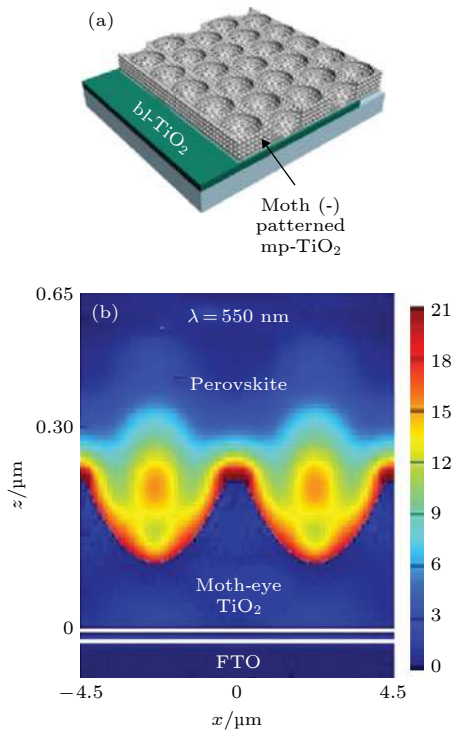 (a)
bl-TiO₂
Moth (-)
patterned
mp-TiO₂
(b)
λ = 550 nm
Perovskite
Moth-eye
TiO₂
FTO
z/μm
0.65
0.30
0
−4.5
0
4.5
x/μm
21
18
15
12
9
6
3
0